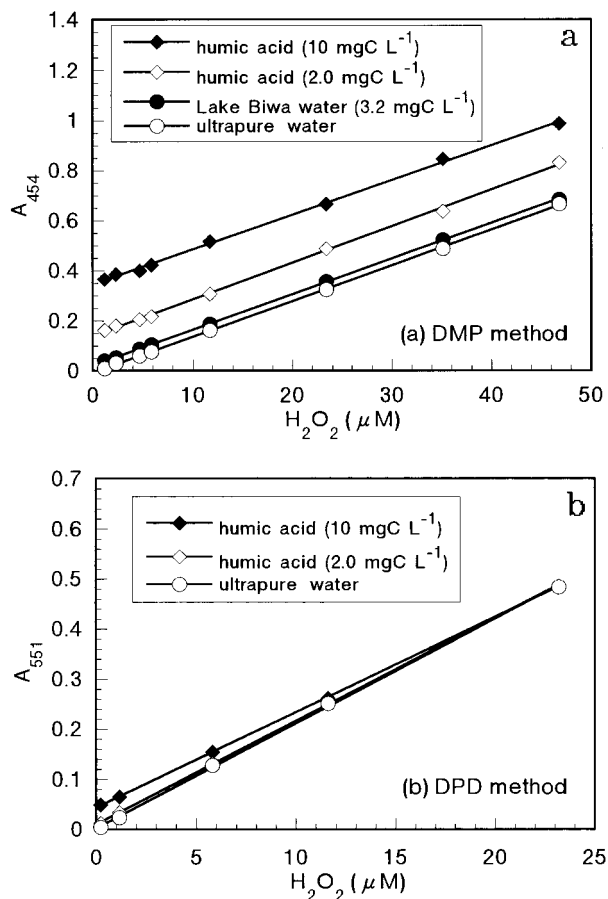 a
1.4
1.2
1
0.8
0.6
0.4
0.2
0
A454
humic acid (10 mgC L⁻¹)
humic acid (2.0 mgC L⁻¹)
Lake Biwa water (3.2 mgC L⁻¹)
ultrapure water
(a) DMP method
0 10 20 30 40 50
H₂O₂ (μM)
b
0.7
0.6
0.5
0.4
0.3
0.2
0.1
0
A551
humic acid (10 mgC L⁻¹)
humic acid (2.0 mgC L⁻¹)
ultrapure water
(b) DPD method
0 5 10 15 20 25
H₂O₂ (μM)